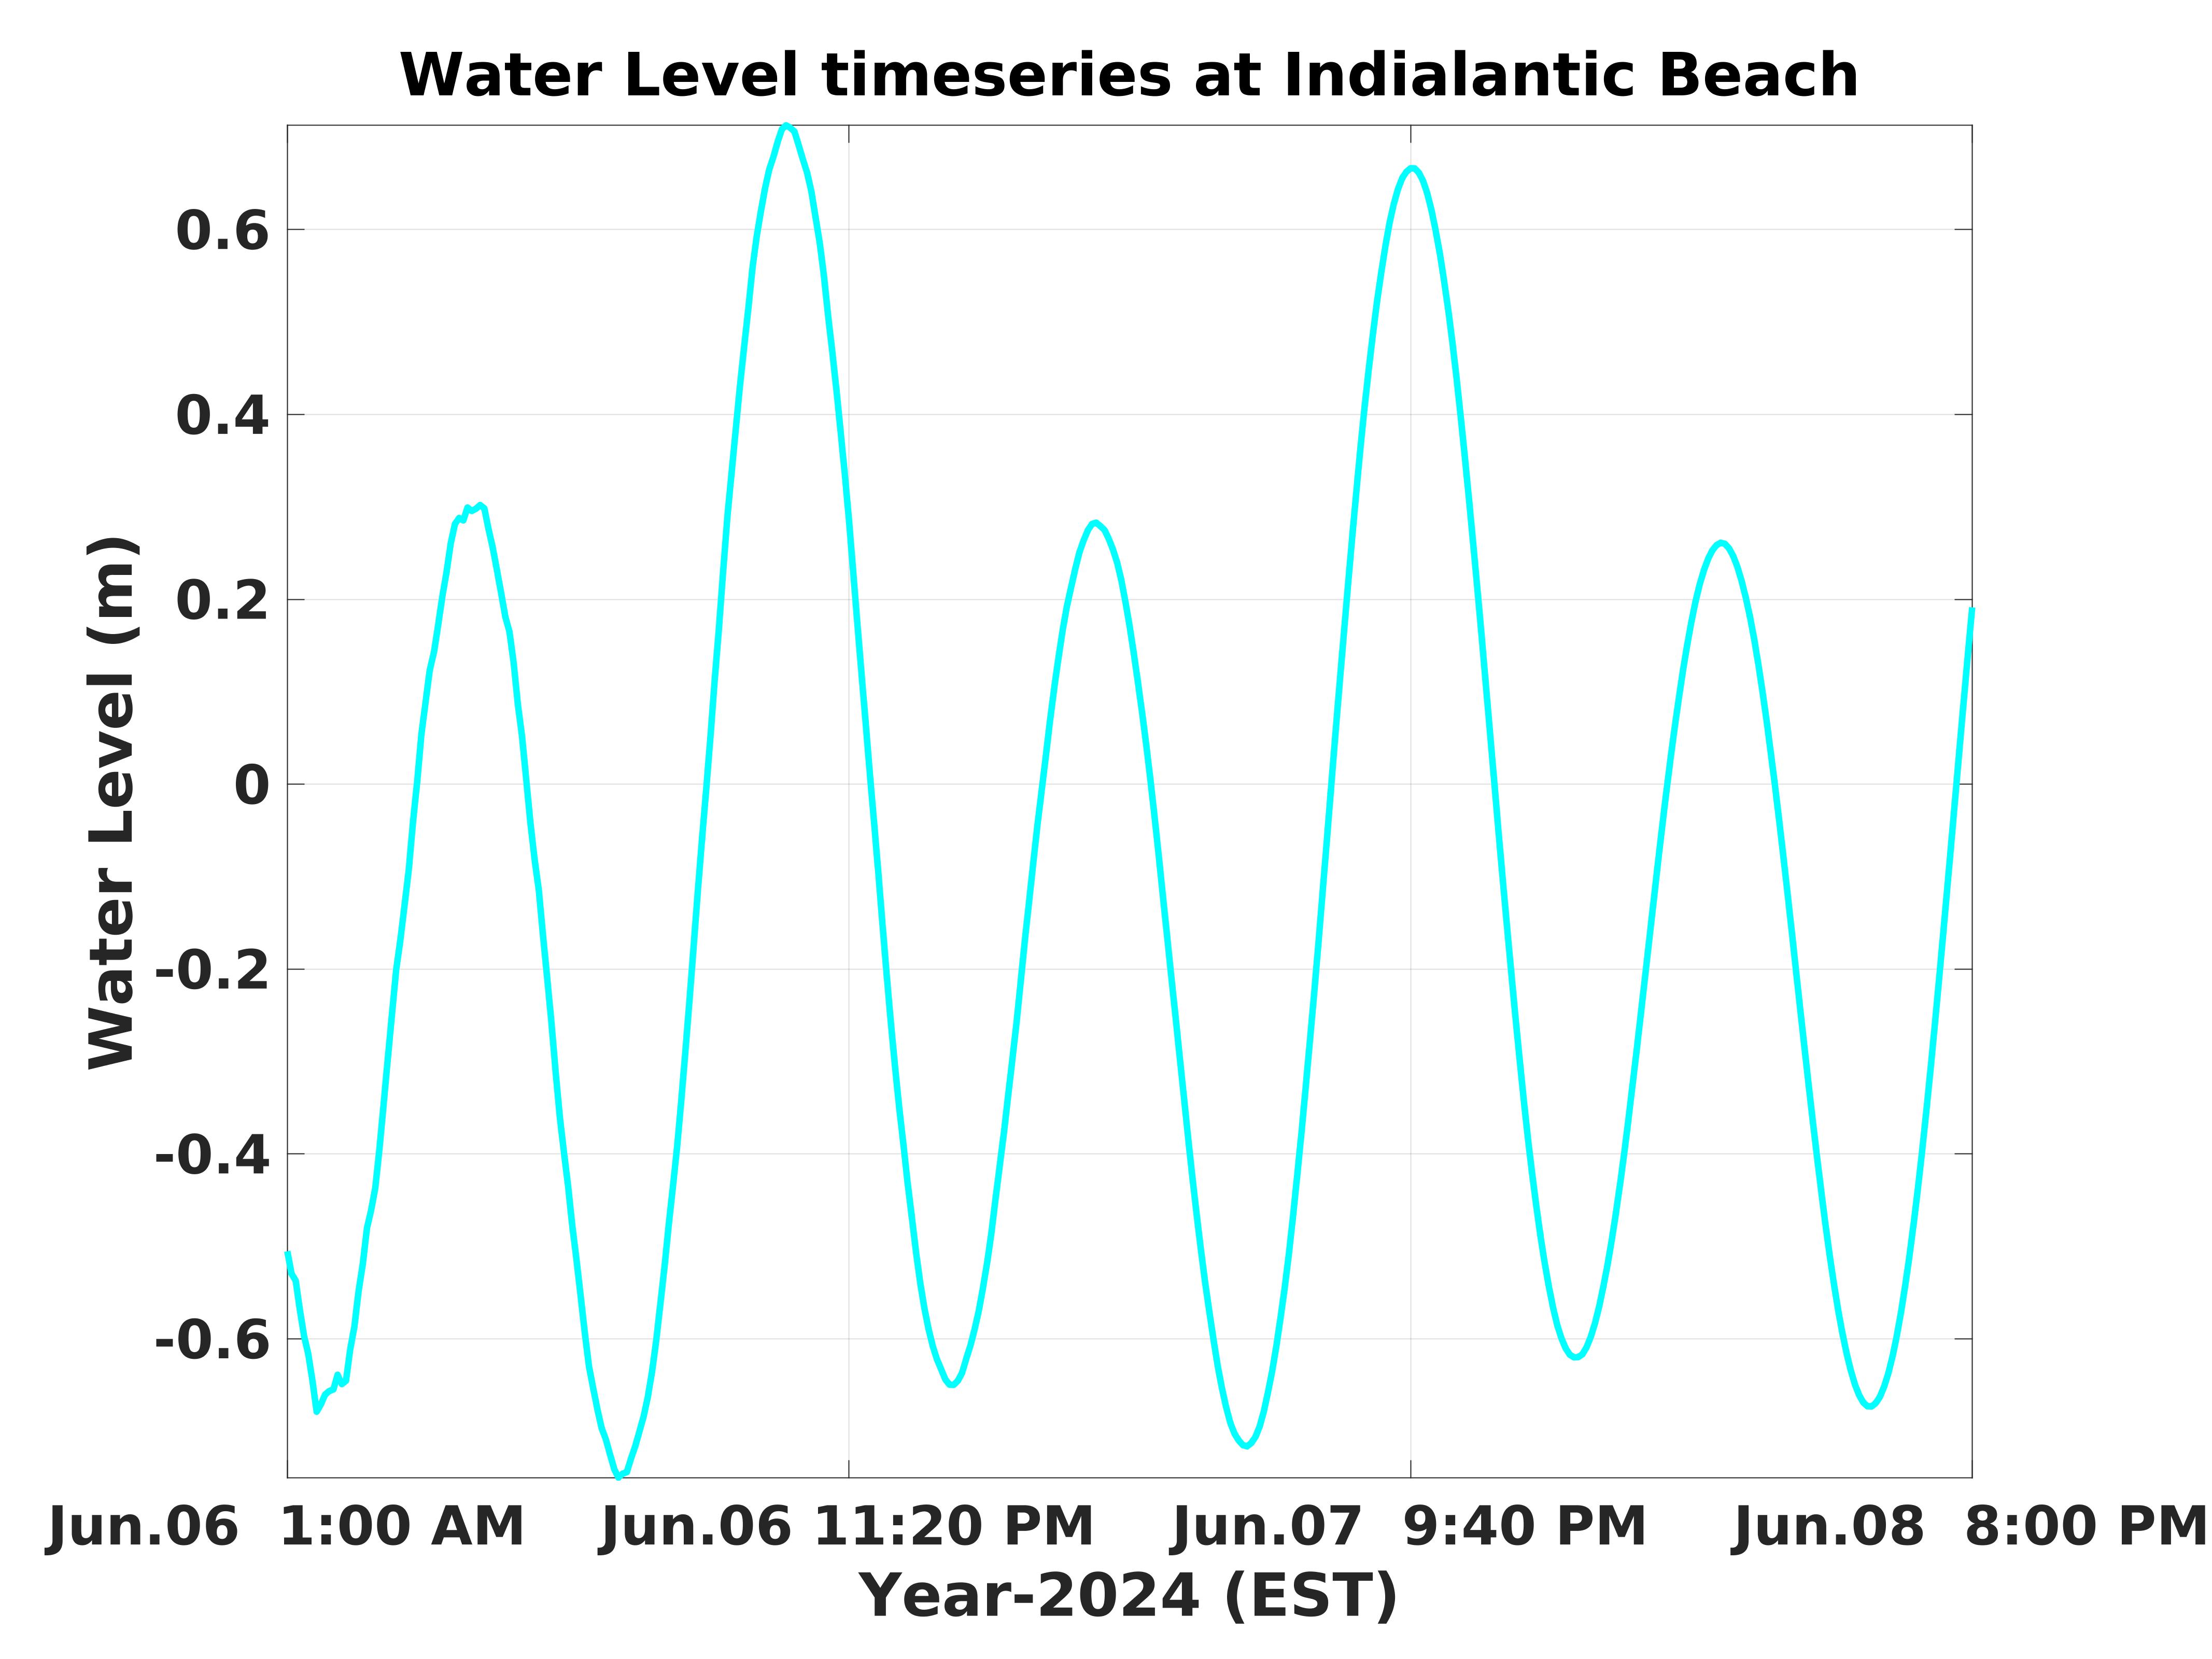 Water Level timeseries at Indialantic Beach
Water Level (m)
0.6
0.4
0.2
0
-0.2
-0.4
-0.6
Jun.06 1:00 AM Jun.06 11:20 PM Jun.07 9:40 PM Jun.08 8:00 PM
Year-2024 (EST)